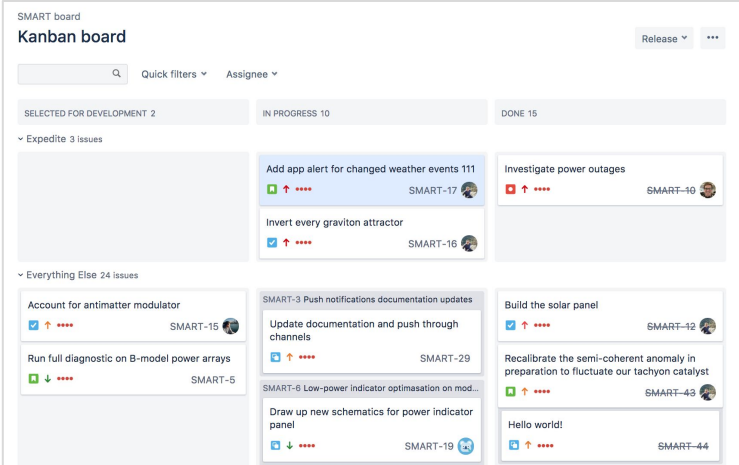 SMART board
Kanban board
Release
Quick filters
Assignee
SELECTED FOR DEVELOPMENT 2
IN PROGRESS 10
DONE 15
Expedite 3 issues
Add app alert for changed weather events 111
SMART-17
Invert every graviton attractor
SMART-16
Investigate power outages
SMART-10
Everything Else 24 issues
Account for antimatter modulator
SMART-15
Run full diagnostic on B-model power arrays
SMART-5
SMART-3 Push notifications documentation updates
Update documentation and push through
channels
SMART-29
SMART-6 Low-power indicator optimasation on mod...
Draw up new schematics for power indicator
panel
SMART-19
Build the solar panel
SMART-12
Recalibrate the semi-coherent anomaly in
preparation to fluctuate our tachyon catalyst
SMART-43
Hello world!
SMART-44